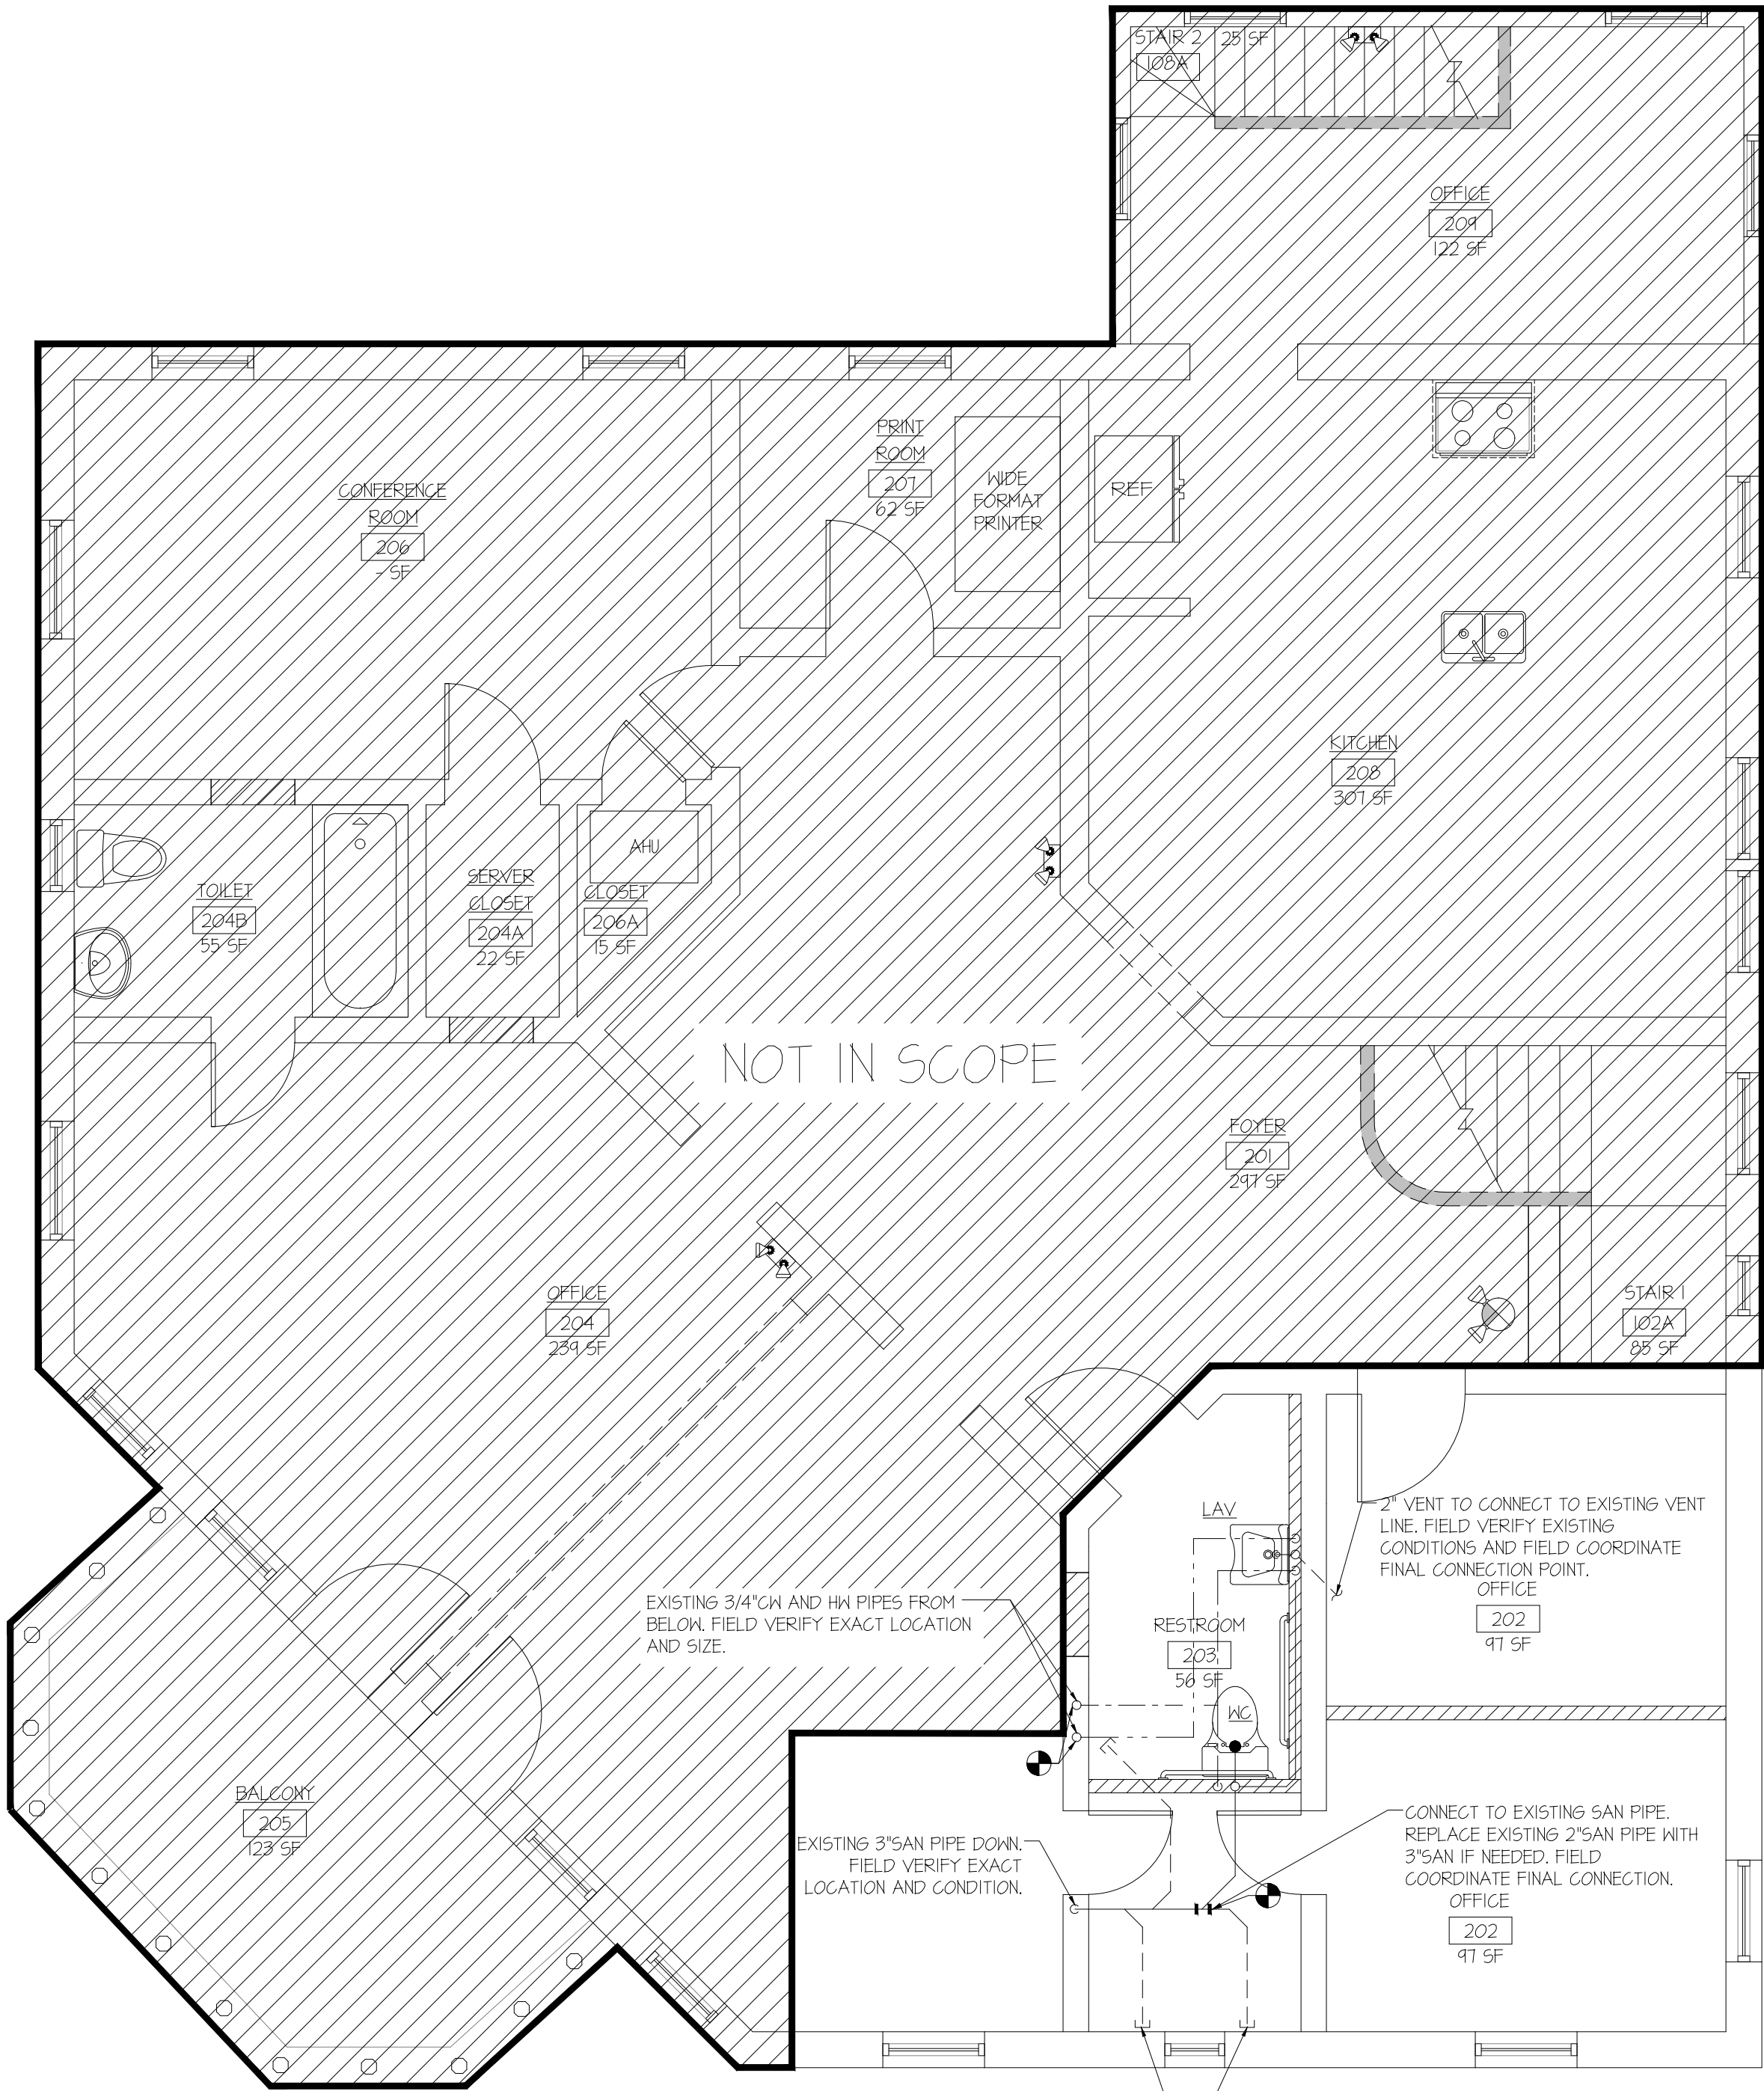 STAIR 2
25 SF
108A
OFFICE
209
122 SF
PRINT
ROOM
207
62 SF
WIDE
FORMAT
PRINTER
REF
CONFERENCE
ROOM
206
- SF
KITCHEN
208
307 SF
AHU
TOILET
204B
55 SF
SERVER
CLOSET
204A
22 SF
CLOSET
206A
15 SF
NOT IN SCOPE
FOYER
201
297 SF
OFFICE
204
239 SF
STAIR 1
102A
85 SF
LAV
2" VENT TO CONNECT TO EXISTING VENT
LINE. FIELD VERIFY EXISTING
CONDITIONS AND FIELD COORDINATE
FINAL CONNECTION POINT.
OFFICE
202
97 SF
EXISTING 3/4"CW AND HW PIPES FROM
BELOW. FIELD VERIFY EXACT LOCATION
AND SIZE.
RESTROOM
203
56 SF
WC
BALCONY
205
123 SF
EXISTING 3"SAN PIPE DOWN.
FIELD VERIFY EXACT
LOCATION AND CONDITION.
CONNECT TO EXISTING SAN PIPE.
REPLACE EXISTING 2"SAN PIPE WITH
3"SAN IF NEEDED. FIELD
COORDINATE FINAL CONNECTION.
OFFICE
202
97 SF